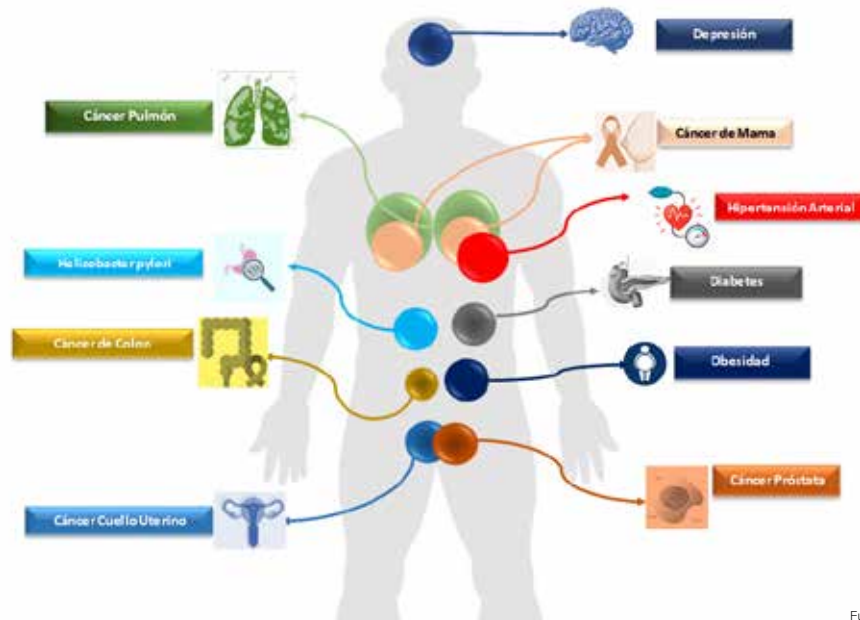 Depresión
Cáncer Pulmón
Cáncer de Mama
Hipertensión Arterial
Helicobacter pylori
Diabetes
Cáncer de Colon
Obesidad
Cáncer Próstata
Cáncer Cuello Uterino
Fu